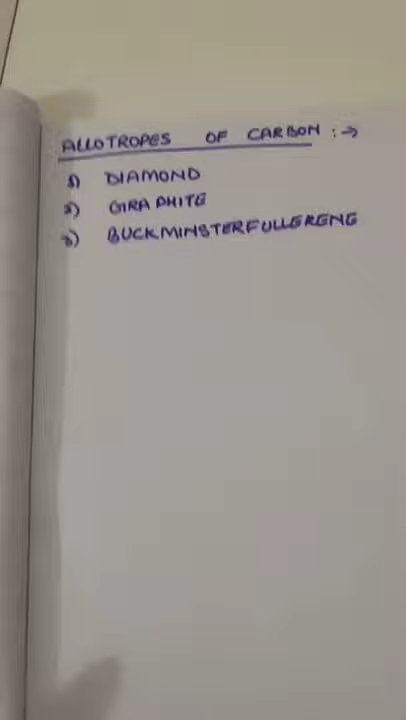 ALLOTROPES OF CARBON :→
1) DIAMOND
2) GRAPHITE
3) BUCKMINSTERFULLERENE